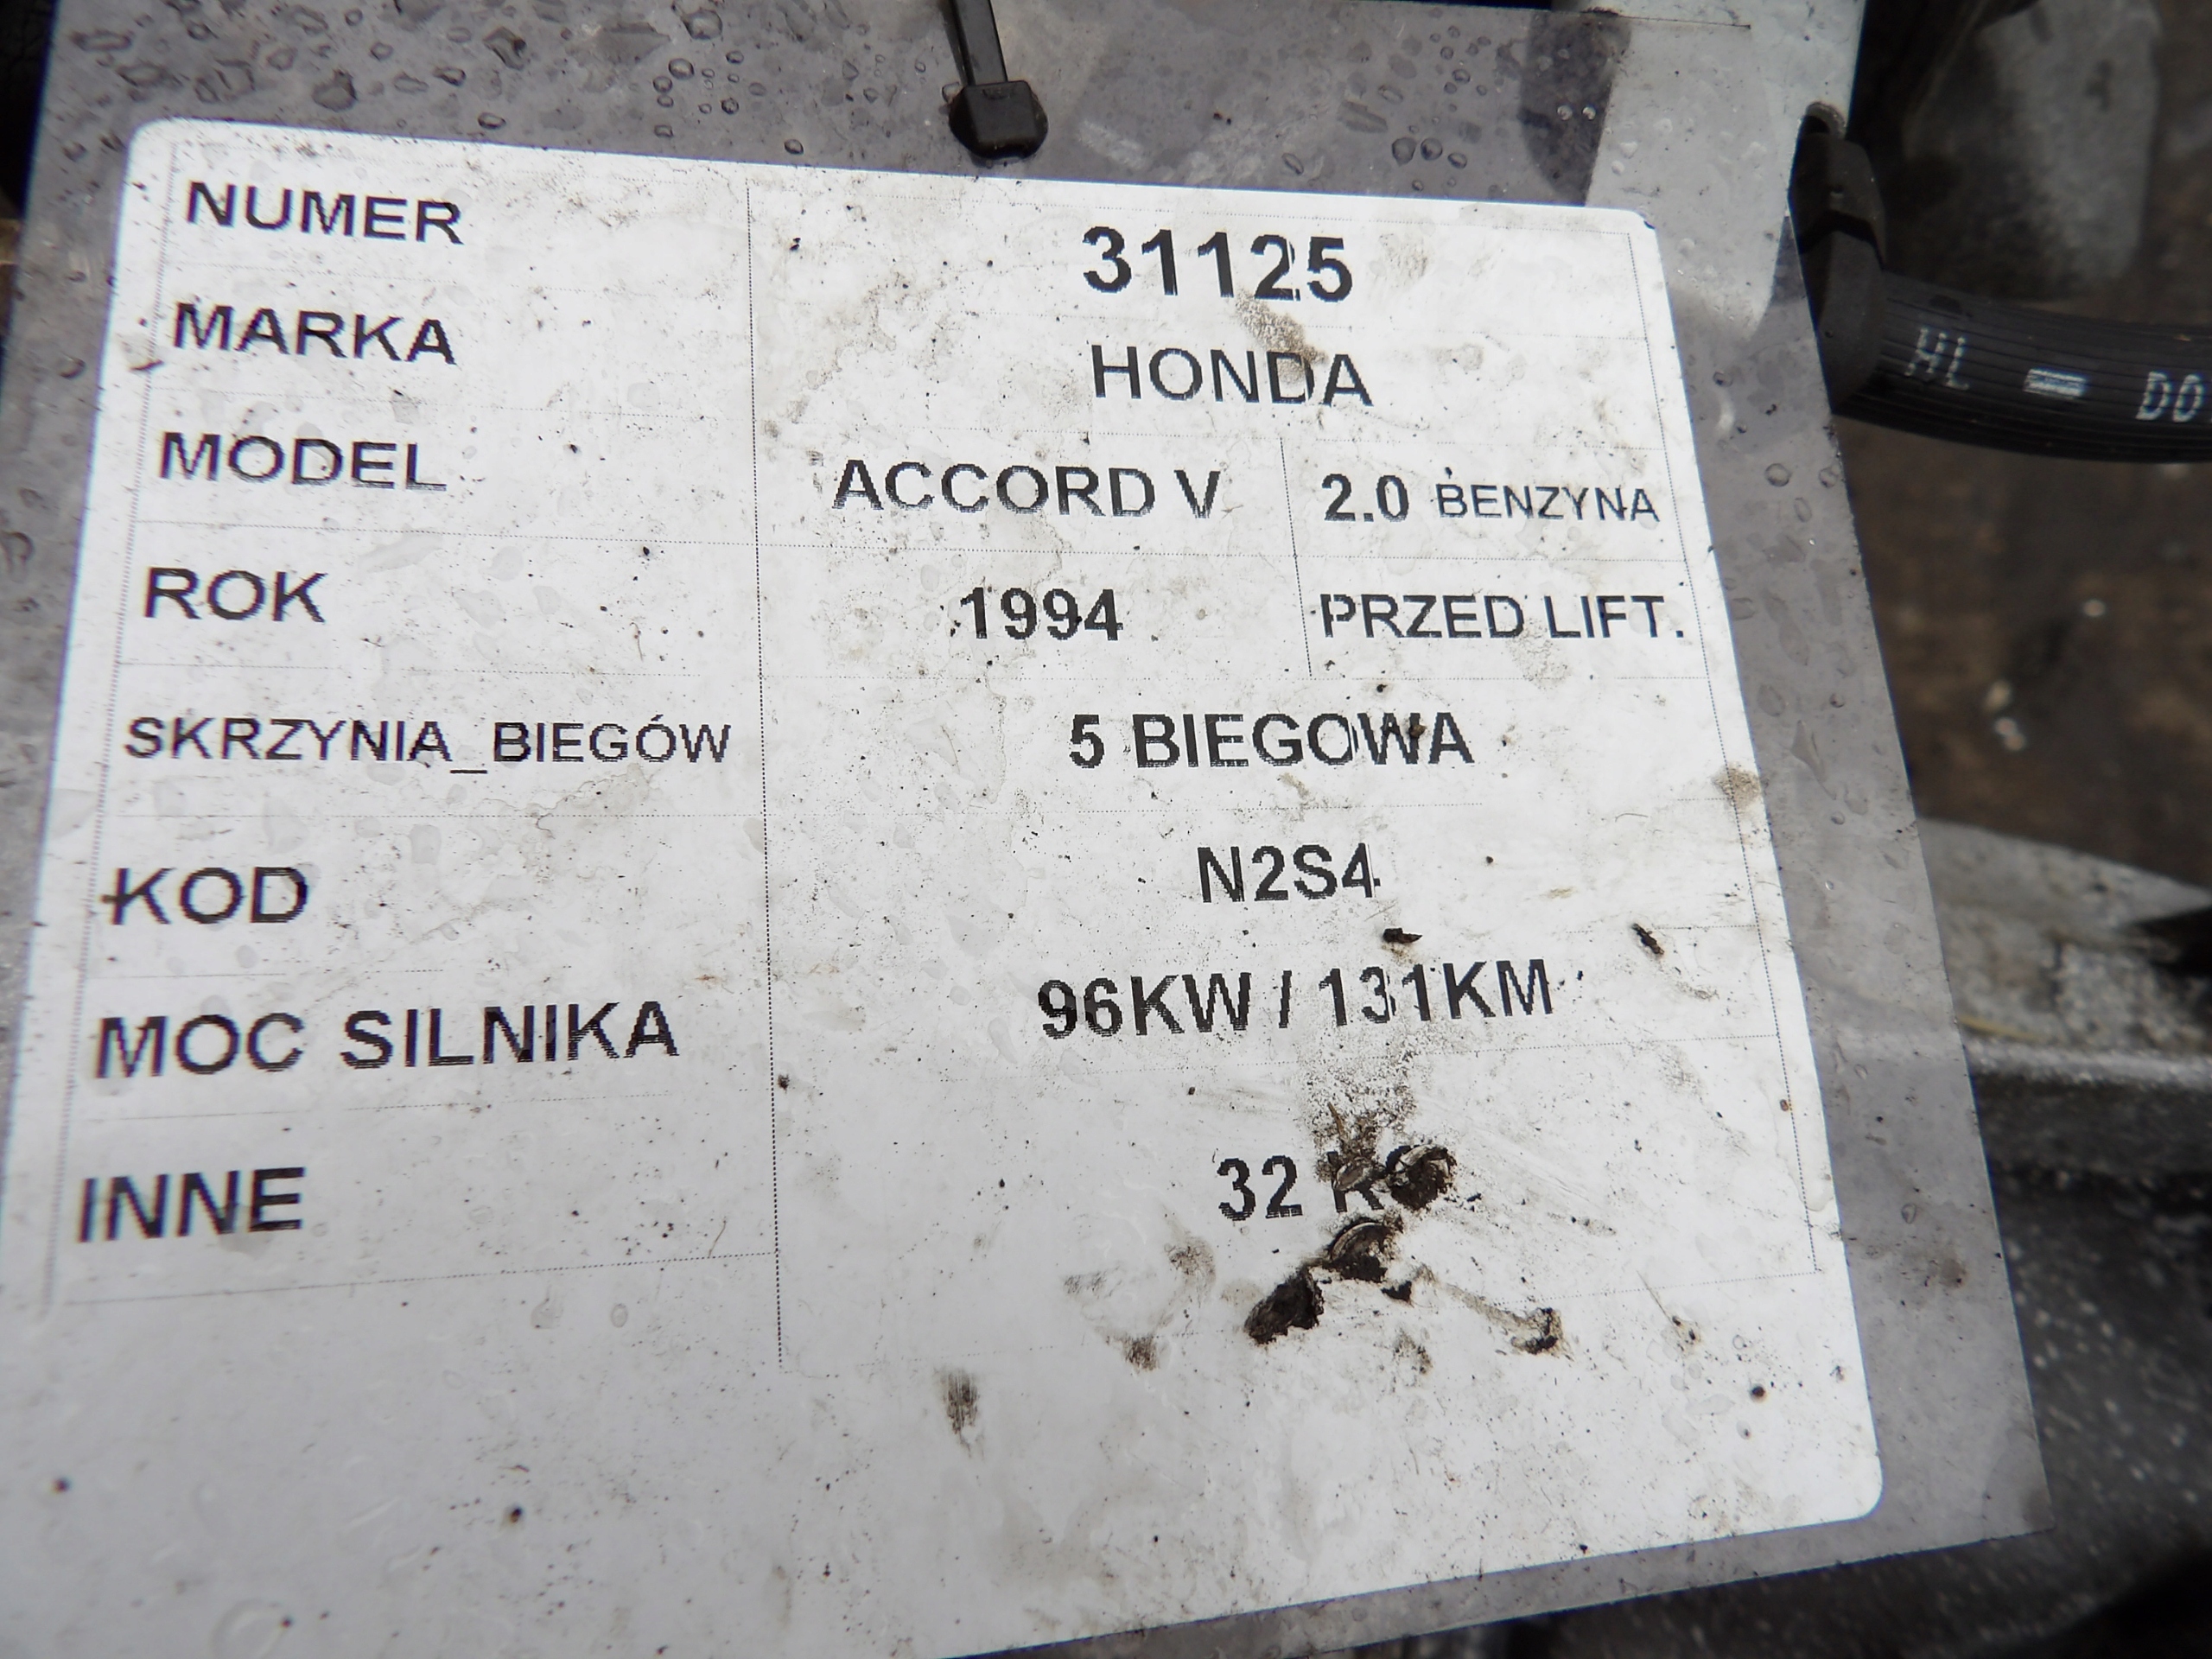 NUMER 31125
MARKA HONDA
MODEL ACCORD V 2.0 BENZYNA
ROK 1994 PRZED LIFT.
SKRZYNIA_BIEGÓW 5 BIEGOWA
KOD N2S4
MOC SILNIKA 96KW / 131KM
INNE 32
HL DO